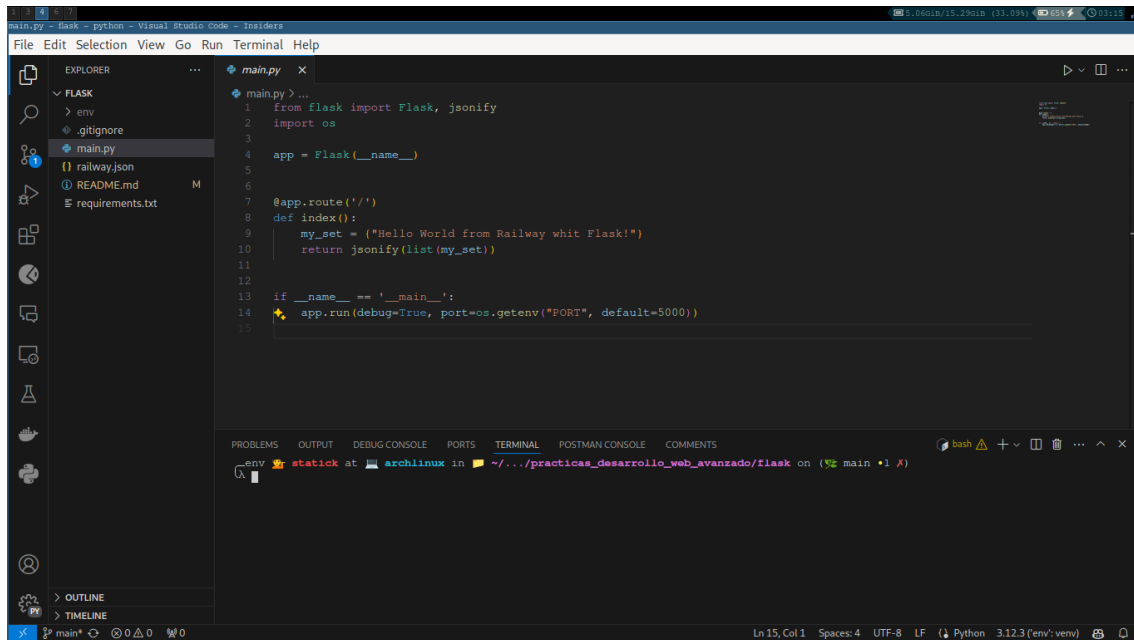 1 3 4 6 7
5.06GiB/15.29GiB (33.09%) 65% 03:15
main.py - flask - python - Visual Studio Code - Insiders
File Edit Selection View Go Run Terminal Help
EXPLORER ...
FLASK
env
.gitignore
main.py
{} railway.json
README.md M
requirements.txt
OUTLINE
TIMELINE
1
PY
main.py
main.py > ...
1 from flask import Flask, jsonify
2 import os
3
4 app = Flask(__name__)
5
6
7 @app.route('/')
8 def index():
9 my_set = {"Hello World from Railway whit Flask!"}
10 return jsonify(list(my_set))
11
12
13 if __name__ == '__main__':
14 app.run(debug=True, port=os.getenv("PORT", default=5000))
15
PROBLEMS OUTPUT DEBUG CONSOLE PORTS TERMINAL POSTMAN CONSOLE COMMENTS bash
env statick at archlinux in ~/.../practicas_desarrollo_web_avanzado/flask on (main •1 ✗)
λ
main* 0 0 0 Ln 15, Col 1 Spaces: 4 UTF-8 LF Python 3.12.3 ('env': venv)